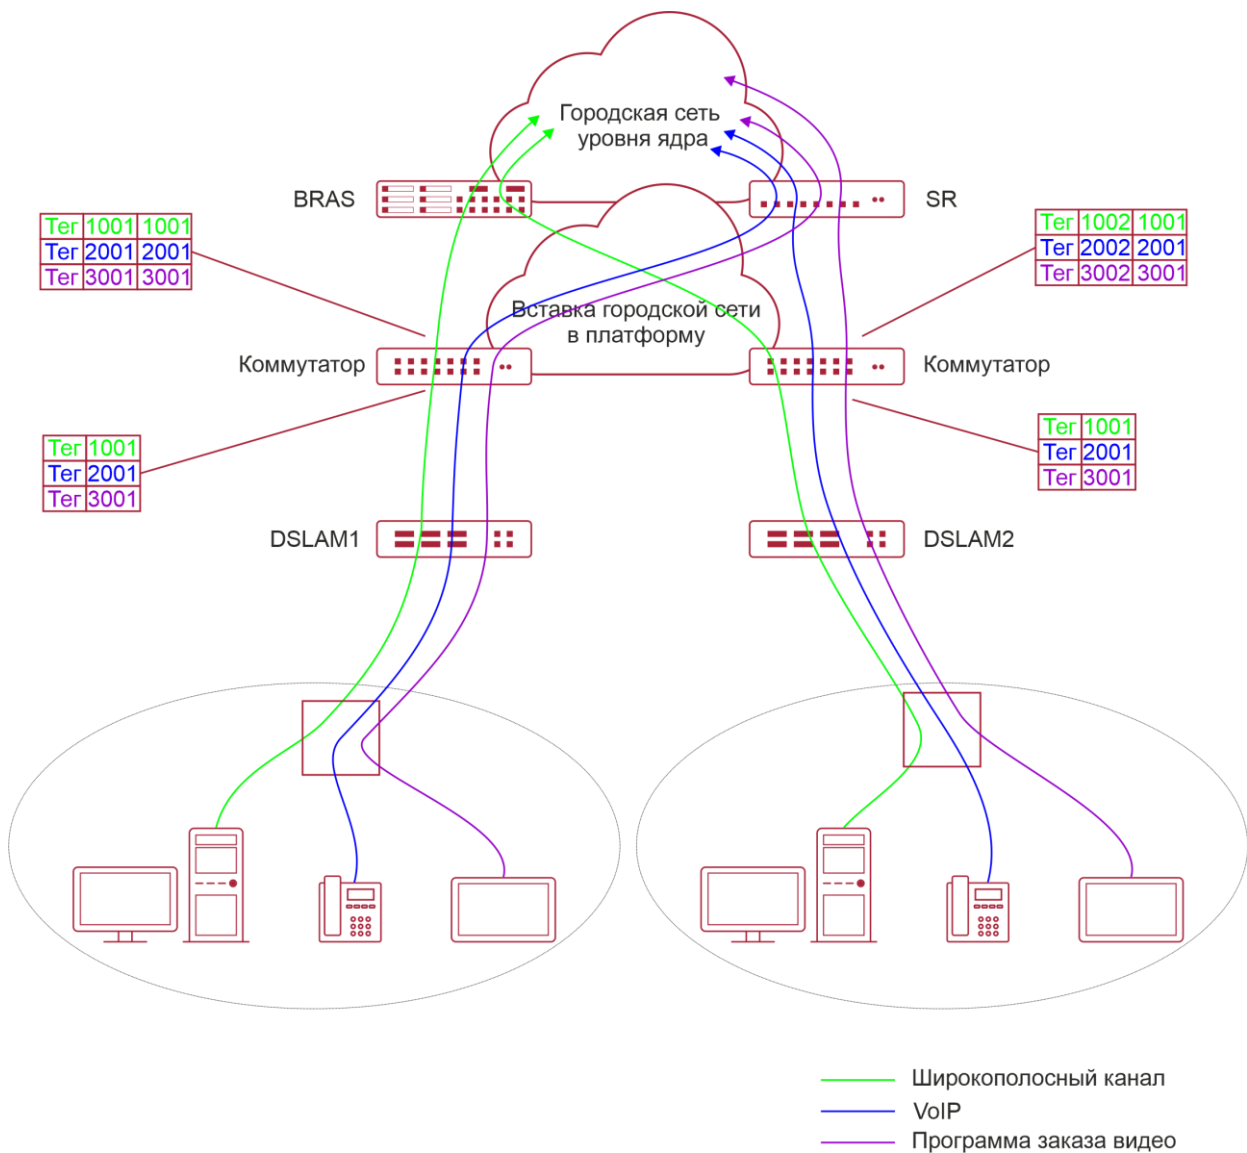 Городская сеть
уровня ядра
BRAS
SR
Тег 1001 1001
Тег 2001 2001
Тег 3001 3001
Тег 1002 1001
Тег 2002 2001
Тег 3002 3001
Вставка городской сети
в платформу
Коммутатор
Коммутатор
Тег 1001
Тег 2001
Тег 3001
Тег 1001
Тег 2001
Тег 3001
DSLAM1
DSLAM2
Широкополосный канал
VoIP
Программа заказа видео